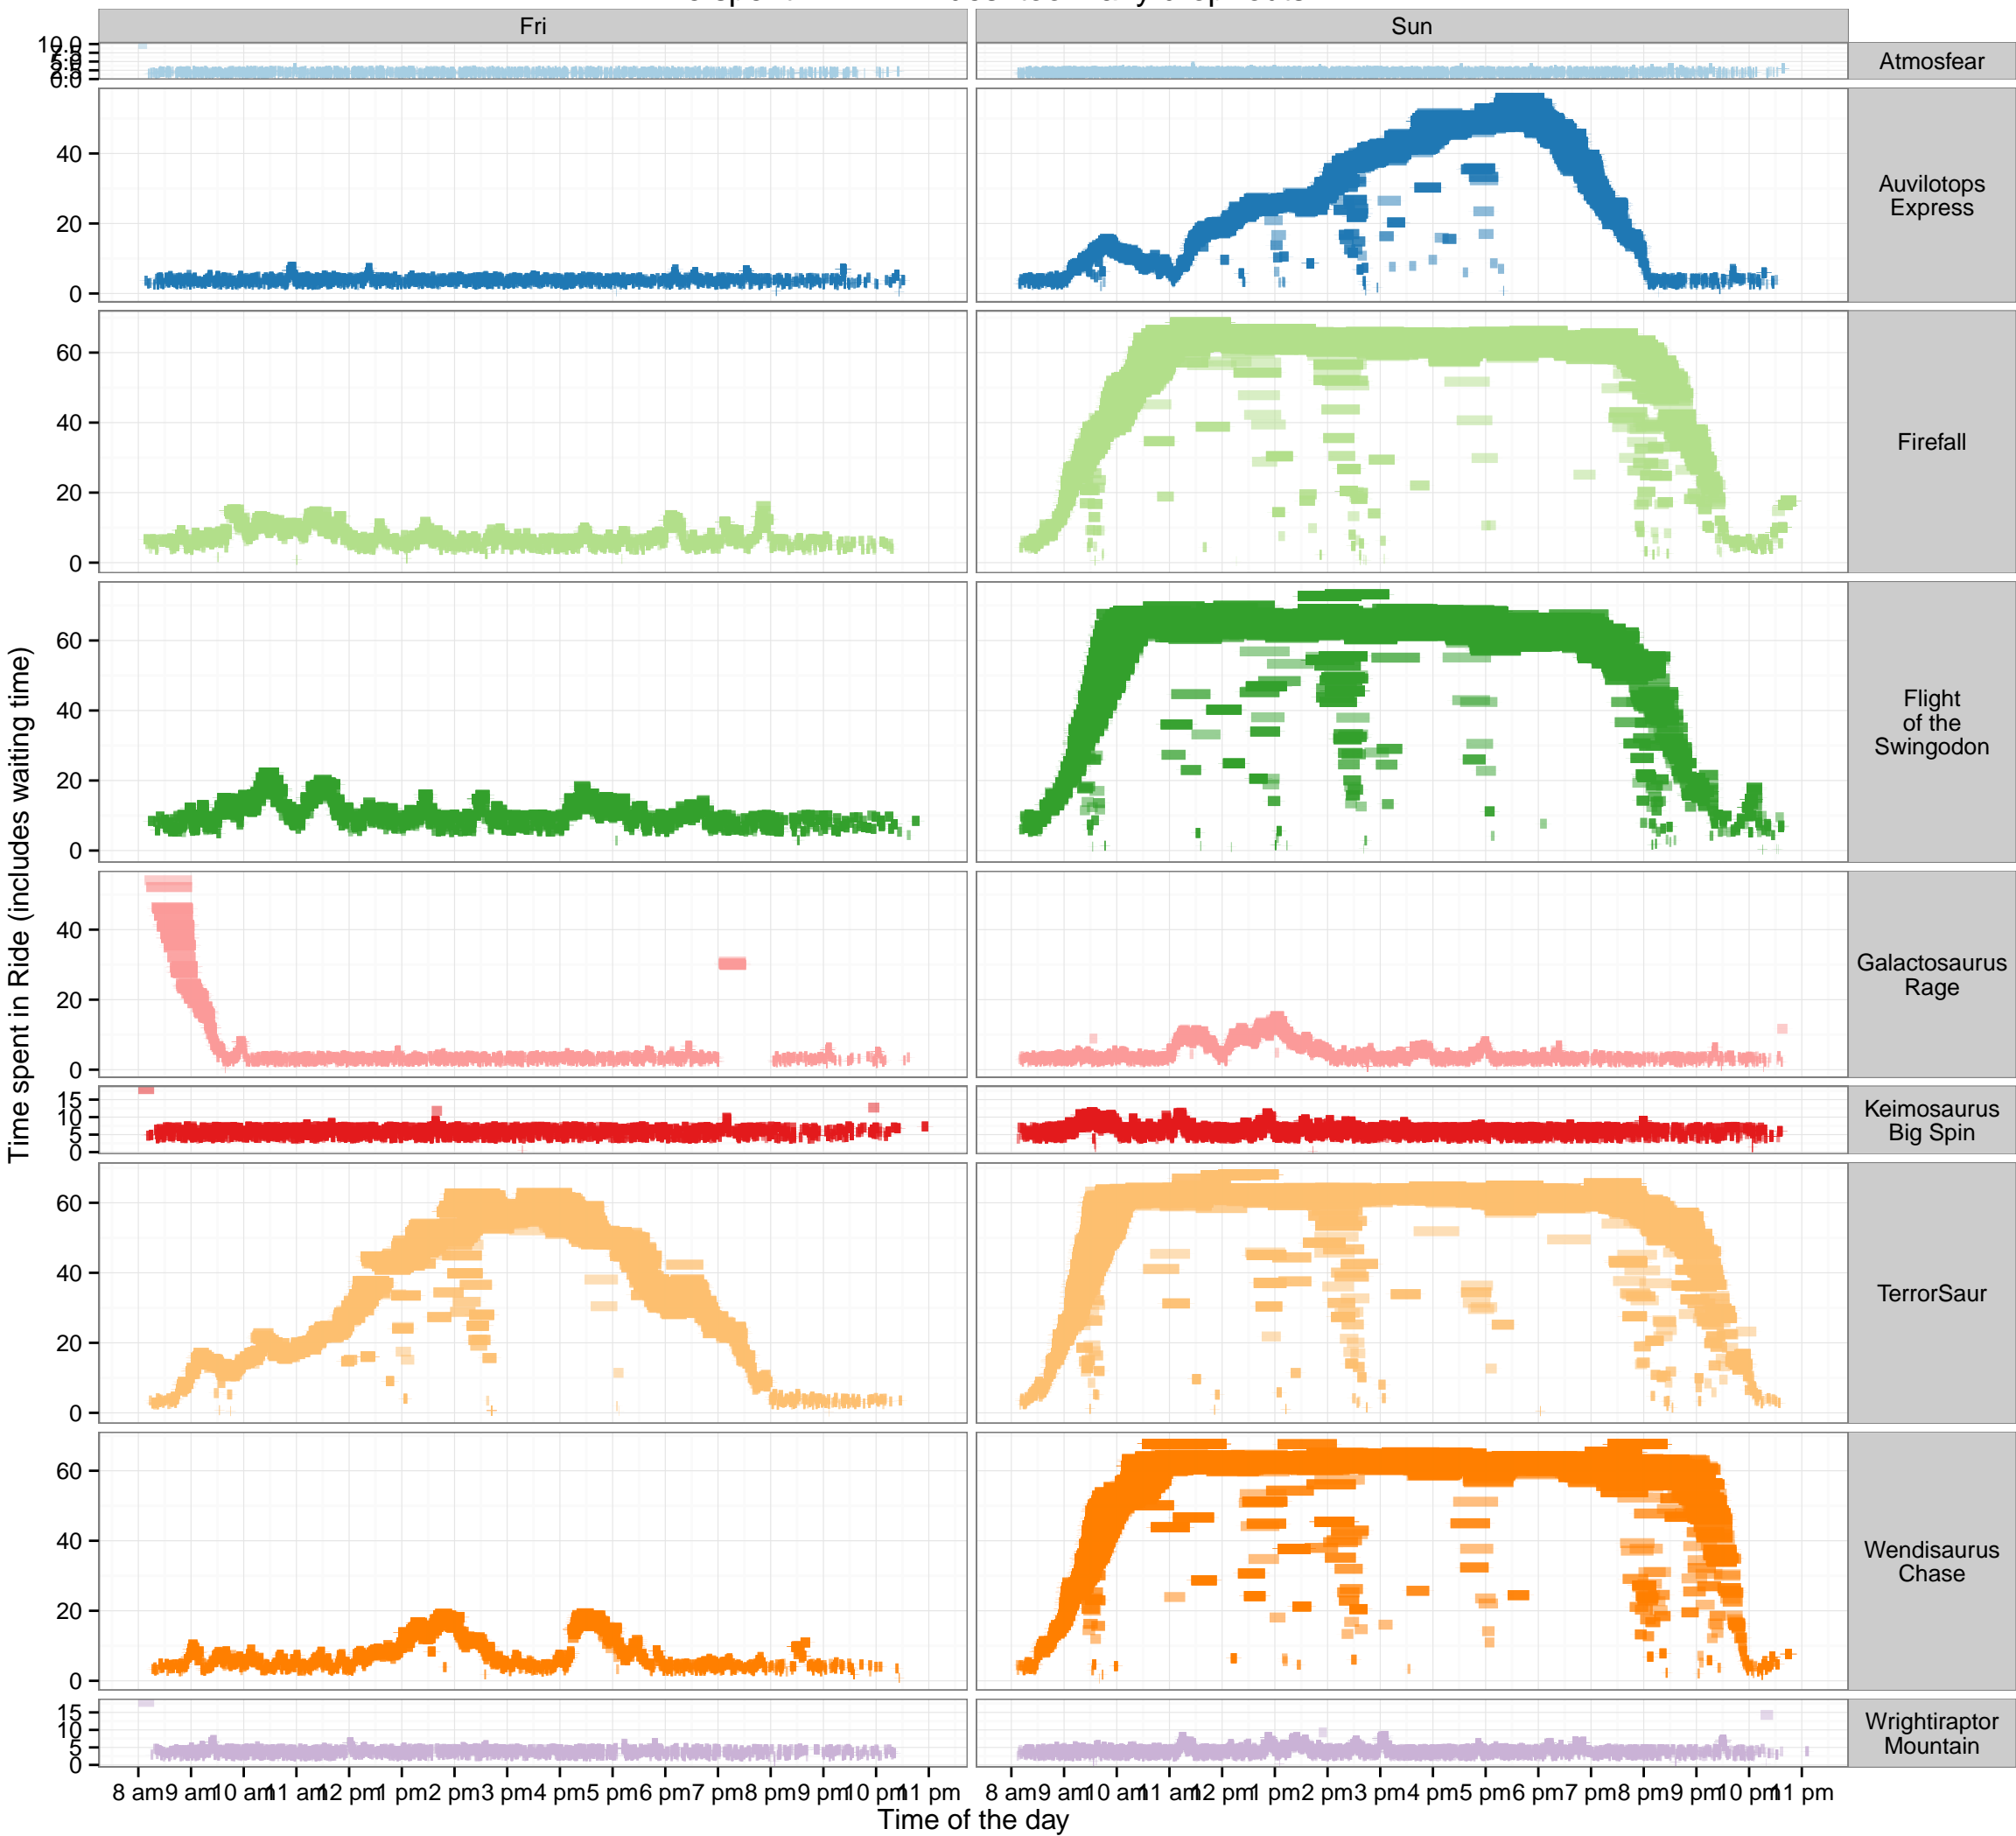 Fri
Sun
10.0
0.0
Atmosfear
40
20
0
Auvilotops
Express
60
40
20
0
Firefall
60
40
20
0
Flight
of the
Swingodon
40
20
0
Galactosaurus
Rage
15
10
5
0
Keimosaurus
Big Spin
60
40
20
0
TerrorSaur
60
40
20
0
Wendisaurus
Chase
15
10
5
0
Wrightiraptor
Mountain
8 am 9 am 10 am 11 am 12 pm 1 pm 2 pm 3 pm 4 pm 5 pm 6 pm 7 pm 8 pm 9 pm 10 pm 11 pm
8 am 9 am 10 am 11 am 12 pm 1 pm 2 pm 3 pm 4 pm 5 pm 6 pm 7 pm 8 pm 9 pm 10 pm 11 pm
Time of the day
Time spent in Ride (includes waiting time)